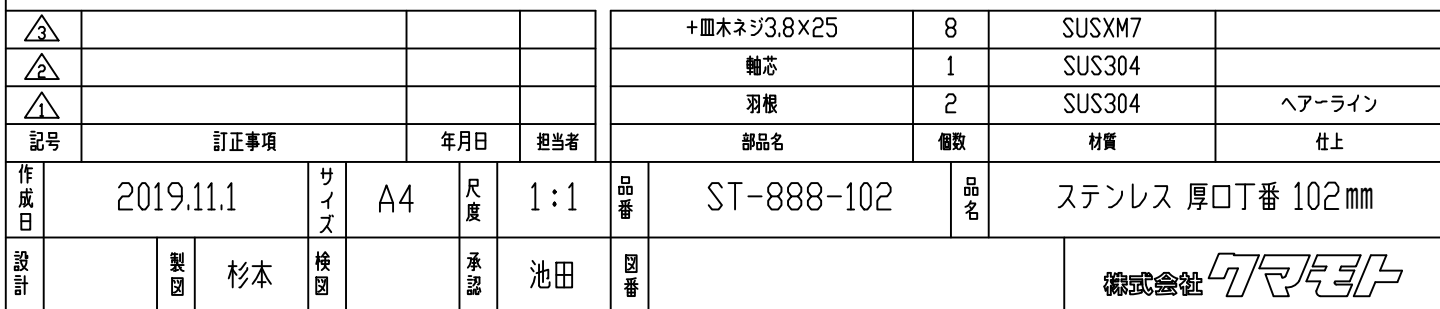 3 +皿木ネジ3.8×25 8 SUSXM7
2 軸芯 1 SUS304
1 羽根 2 SUS304 ヘアーライン
記号 訂正事項 年月日 担当者 部品名 個数 材質 仕上
作成日 2019.11.1 サイズ A4 尺度 1:1 品番 ST-888-102 品名 ステンレス 厚口丁番 102mm
設計 製図 杉本 検図 承認 池田 図番 株式会社クマモト